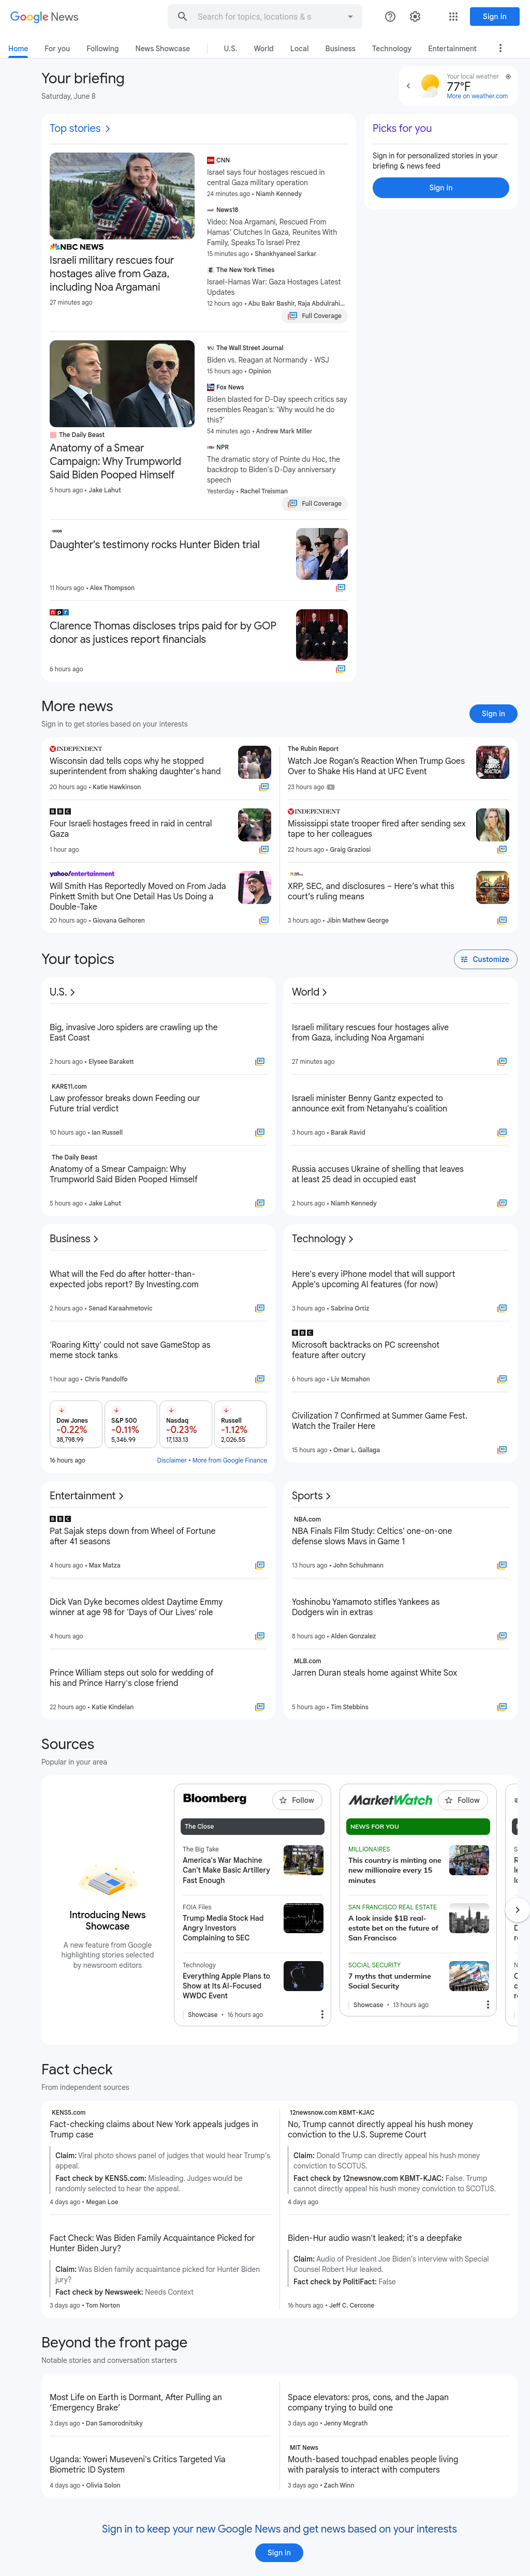 Google News
Search for topics, locations & s
Sign in
Home
For you
Following
News Showcase
U.S.
World
Local
Business
Technology
Entertainment
Your briefing
Saturday, June 8
Your local weather
77°F
More on weather.com
Top stories
NBC NEWS
Israeli military rescues four
hostages alive from Gaza,
including Noa Argamani
27 minutes ago
CNN
Israel says four hostages rescued in
central Gaza military operation
24 minutes ago • Niamh Kennedy
News18
Video: Noa Argamani, Rescued From
Hamas' Clutches In Gaza, Reunites With
Family, Speaks To Israel Prez
15 minutes ago • Shankhyaneel Sarkar
The New York Times
Israel-Hamas War: Gaza Hostages Latest
Updates
12 hours ago • Abu Bakr Bashir, Raja Abdulrahi…
Full Coverage
The Daily Beast
Anatomy of a Smear
Campaign: Why Trumpworld
Said Biden Pooped Himself
5 hours ago • Jake Lahut
The Wall Street Journal
Biden vs. Reagan at Normandy - WSJ
15 hours ago • Opinion
Fox News
Biden blasted for D-Day speech critics say
resembles Reagan's: 'Why would he do
this?'
54 minutes ago • Andrew Mark Miller
NPR
The dramatic story of Pointe du Hoc, the
backdrop to Biden's D-Day anniversary
speech
Yesterday • Rachel Treisman
Full Coverage
Daughter's testimony rocks Hunter Biden trial
11 hours ago • Alex Thompson
npr
Clarence Thomas discloses trips paid for by GOP
donor as justices report financials
6 hours ago
Picks for you
Sign in for personalized stories in your
briefing & news feed
Sign in
More news
Sign in to get stories based on your interests
Sign in
INDEPENDENT
Wisconsin dad tells cops why he stopped
superintendent from shaking daughter's hand
20 hours ago • Katie Hawkinson
BBC
Four Israeli hostages freed in raid in central
Gaza
1 hour ago
yahoo!entertainment
Will Smith Has Reportedly Moved on From Jada
Pinkett Smith but One Detail Has Us Doing a
Double-Take
20 hours ago • Giovana Gelhoren
The Rubin Report
Watch Joe Rogan's Reaction When Trump Goes
Over to Shake His Hand at UFC Event
23 hours ago
INDEPENDENT
Mississippi state trooper fired after sending sex
tape to her colleagues
22 hours ago • Graig Graziosi
XRP, SEC, and disclosures – Here's what this
court's ruling means
3 hours ago • Jibin Mathew George
Your topics
Customize
U.S.
Big, invasive Joro spiders are crawling up the
East Coast
2 hours ago • Elysee Barakett
KARE11.com
Law professor breaks down Feeding our
Future trial verdict
10 hours ago • Ian Russell
The Daily Beast
Anatomy of a Smear Campaign: Why
Trumpworld Said Biden Pooped Himself
5 hours ago • Jake Lahut
World
Israeli military rescues four hostages alive
from Gaza, including Noa Argamani
27 minutes ago
Israeli minister Benny Gantz expected to
announce exit from Netanyahu's coalition
3 hours ago • Barak Ravid
Russia accuses Ukraine of shelling that leaves
at least 25 dead in occupied east
2 hours ago • Niamh Kennedy
Business
What will the Fed do after hotter-than-
expected jobs report? By Investing.com
2 hours ago • Senad Karaahmetovic
'Roaring Kitty' could not save GameStop as
meme stock tanks
1 hour ago • Chris Pandolfo
Dow Jones
-0.22%
38,798.99
S&P 500
-0.11%
5,346.99
Nasdaq
-0.23%
17,133.13
Russell
-1.12%
2,026.55
16 hours ago
Disclaimer • More from Google Finance
Technology
Here's every iPhone model that will support
Apple's upcoming AI features (for now)
3 hours ago • Sabrina Ortiz
BBC
Microsoft backtracks on PC screenshot
feature after outcry
6 hours ago • Liv Mcmahon
Civilization 7 Confirmed at Summer Game Fest.
Watch the Trailer Here
15 hours ago • Omar L. Gallaga
Entertainment
BBC
Pat Sajak steps down from Wheel of Fortune
after 41 seasons
4 hours ago • Max Matza
Dick Van Dyke becomes oldest Daytime Emmy
winner at age 98 for 'Days of Our Lives' role
4 hours ago
Prince William steps out solo for wedding of
his and Prince Harry's close friend
22 hours ago • Katie Kindelan
Sports
NBA.com
NBA Finals Film Study: Celtics' one-on-one
defense slows Mavs in Game 1
13 hours ago • John Schuhmann
Yoshinobu Yamamoto stifles Yankees as
Dodgers win in extras
8 hours ago • Alden Gonzalez
MLB.com
Jarren Duran steals home against White Sox
5 hours ago • Tim Stebbins
Sources
Popular in your area
Introducing News
Showcase
A new feature from Google
highlighting stories selected
by newsroom editors
Bloomberg
Follow
The Close
The Big Take
America's War Machine
Can't Make Basic Artillery
Fast Enough
FOIA Files
Trump Media Stock Had
Angry Investors
Complaining to SEC
Technology
Everything Apple Plans to
Show at Its AI-Focused
WWDC Event
Showcase • 16 hours ago
MarketWatch
Follow
NEWS FOR YOU
MILLIONAIRES
This country is minting one
new millionaire every 15
minutes
SAN FRANCISCO REAL ESTATE
A look inside $1B real-
estate bet on the future of
San Francisco
SOCIAL SECURITY
7 myths that undermine
Social Security
Showcase • 13 hours ago
Fact check
From independent sources
KENS5.com
Fact-checking claims about New York appeals judges in
Trump case
Claim: Viral photo shows panel of judges that would hear Trump's
appeal.
Fact check by KENS5.com: Misleading. Judges would be
randomly selected to hear the appeal.
4 days ago • Megan Loe
12newsnow.com KBMT-KJAC
No, Trump cannot directly appeal his hush money
conviction to the U.S. Supreme Court
Claim: Donald Trump can directly appeal his hush money
conviction to SCOTUS.
Fact check by 12newsnow.com KBMT-KJAC: False. Trump
cannot directly appeal his hush money conviction to SCOTUS.
4 days ago
Fact Check: Was Biden Family Acquaintance Picked for
Hunter Biden Jury?
Claim: Was Biden family acquaintance picked for Hunter Biden
jury?
Fact check by Newsweek: Needs Context
3 days ago • Tom Norton
Biden-Hur audio wasn't leaked; it's a deepfake
Claim: Audio of President Joe Biden's interview with Special
Counsel Robert Hur leaked.
Fact check by PolitiFact: False
16 hours ago • Jeff C. Cercone
Beyond the front page
Notable stories and conversation starters
Most Life on Earth is Dormant, After Pulling an
'Emergency Brake'
3 days ago • Dan Samorodnitsky
Space elevators: pros, cons, and the Japan
company trying to build one
3 days ago • Jenny Mcgrath
Uganda: Yoweri Museveni's Critics Targeted Via
Biometric ID System
4 days ago • Olivia Solon
MIT News
Mouth-based touchpad enables people living
with paralysis to interact with computers
3 days ago • Zach Winn
Sign in to keep your new Google News and get news based on your interests
Sign in